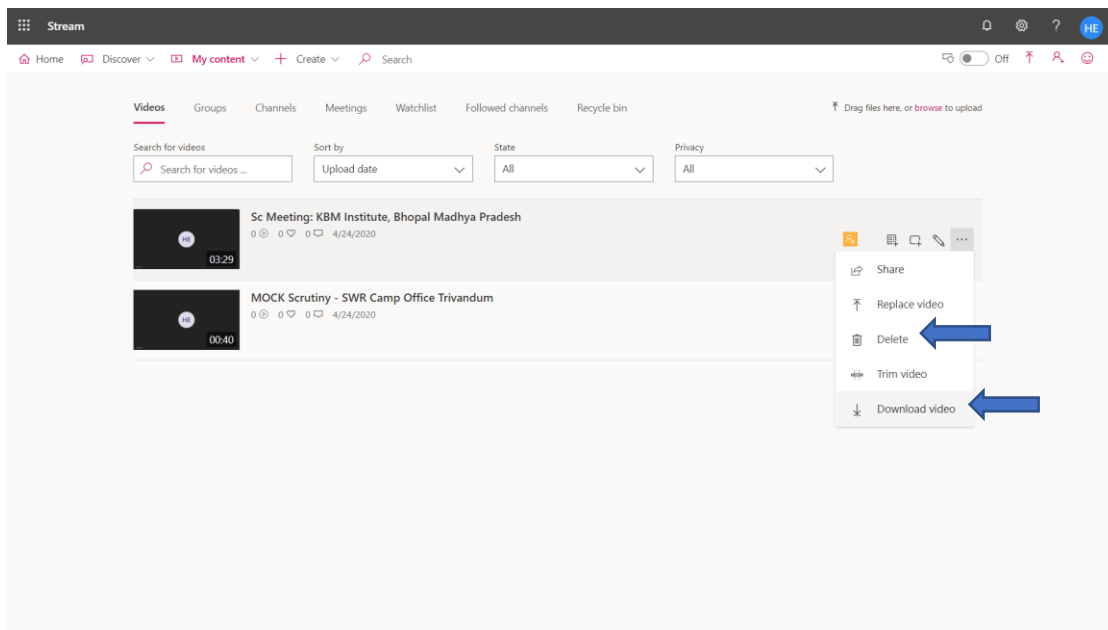 Stream
HE
Home Discover My content Create Search
Off
Videos Groups Channels Meetings Watchlist Followed channels Recycle bin
Drag files here, or browse to upload
Search for videos Sort by State Privacy
Search for videos ... Upload date All All
Sc Meeting: KBM Institute, Bhopal Madhya Pradesh
0 0 0 4/24/2020
HE
03:29
Share
Replace video
MOCK Scrutiny - SWR Camp Office Trivandum
0 0 0 4/24/2020
HE
00:40
Delete
Trim video
Download video